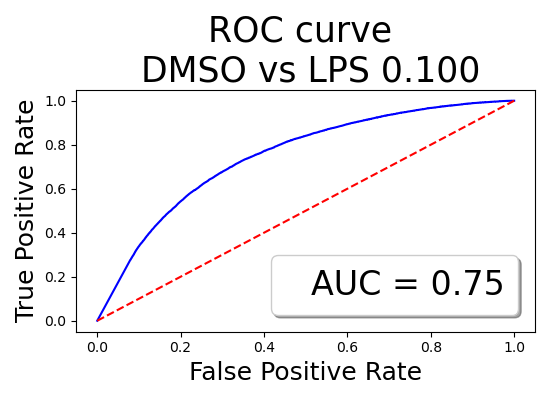 ROC curve
DMSO vs LPS 0.100
True Positive Rate
1.0
0.8
0.6
0.4
0.2
0.0
AUC = 0.75
0.0 0.2 0.4 0.6 0.8 1.0
False Positive Rate